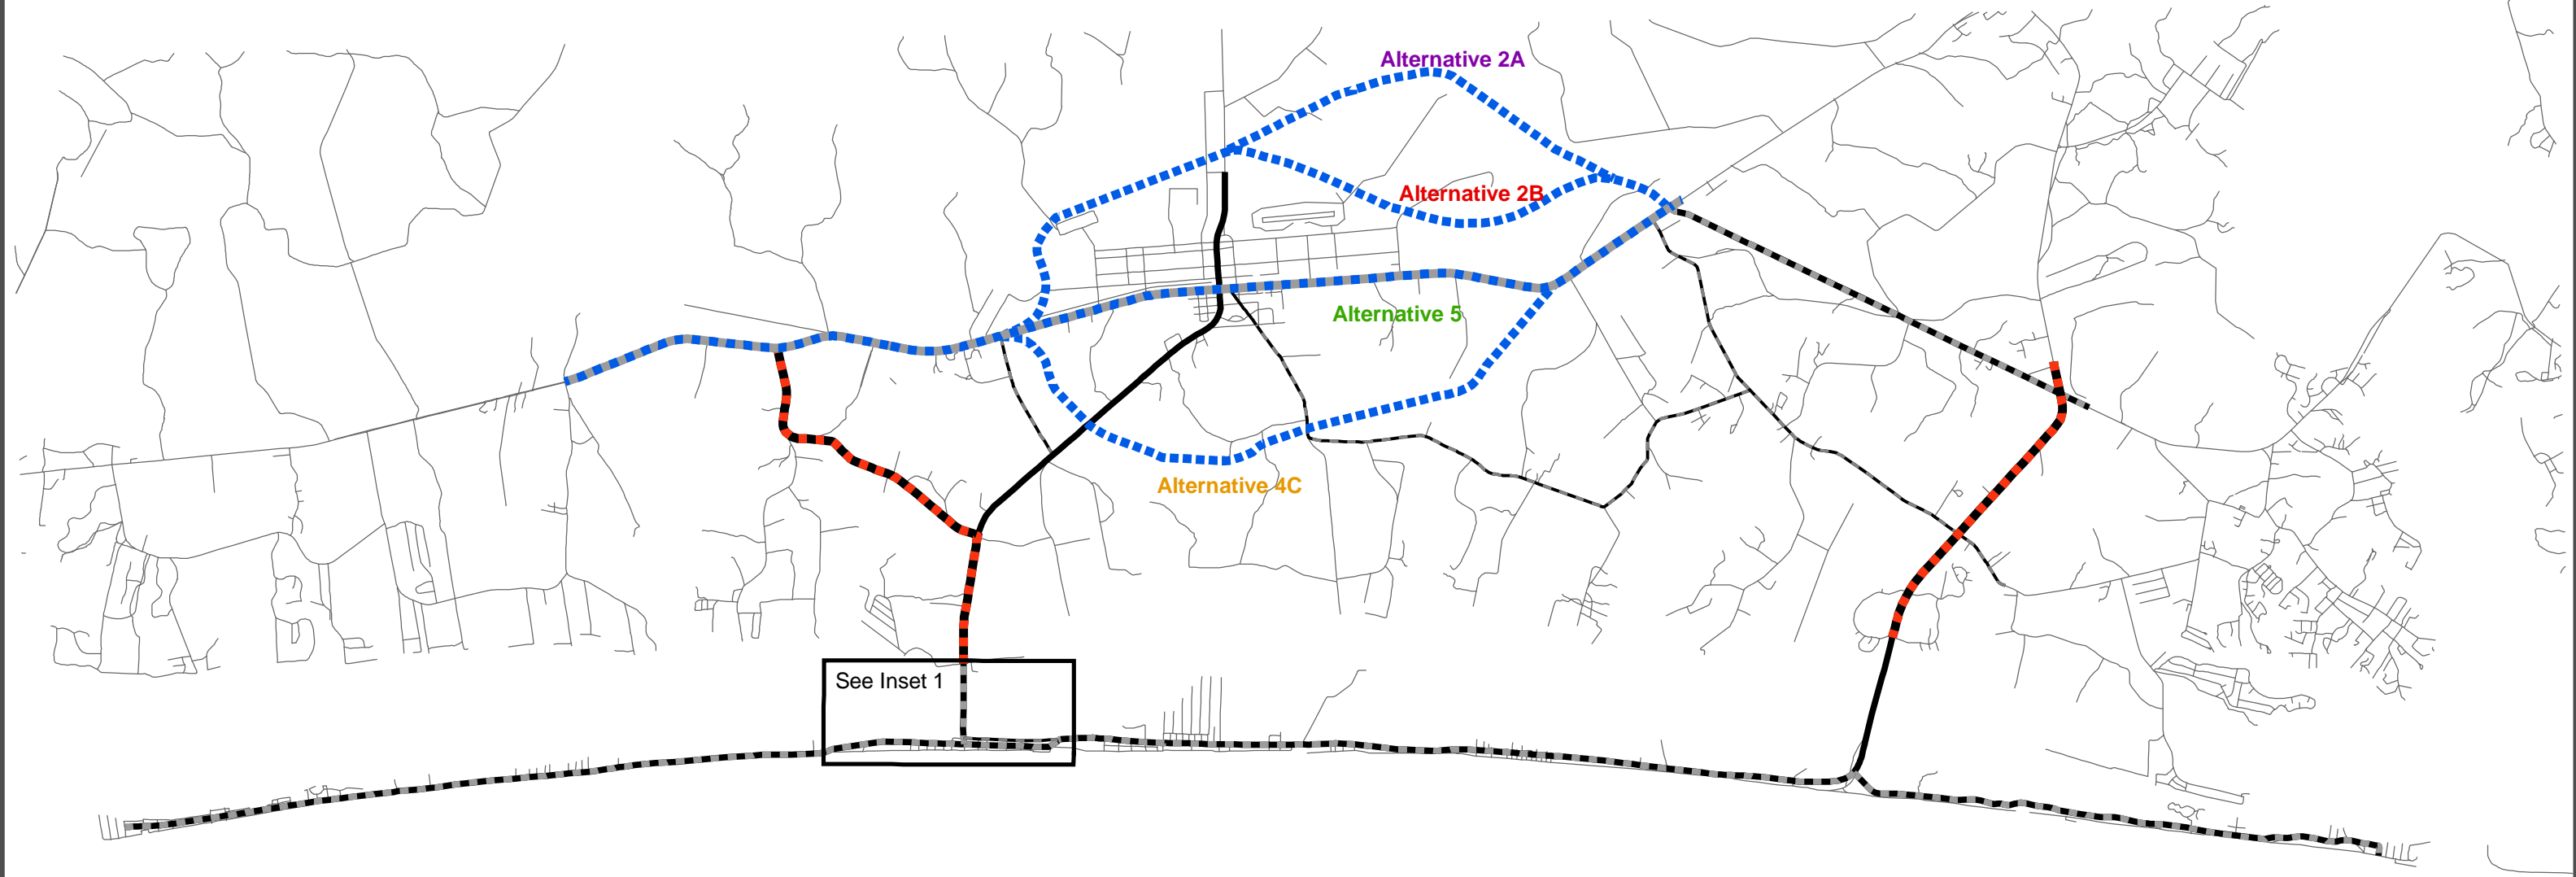 Alternative 2A
Alternative 2B
Alternative 5
Alternative 4C
See Inset 1